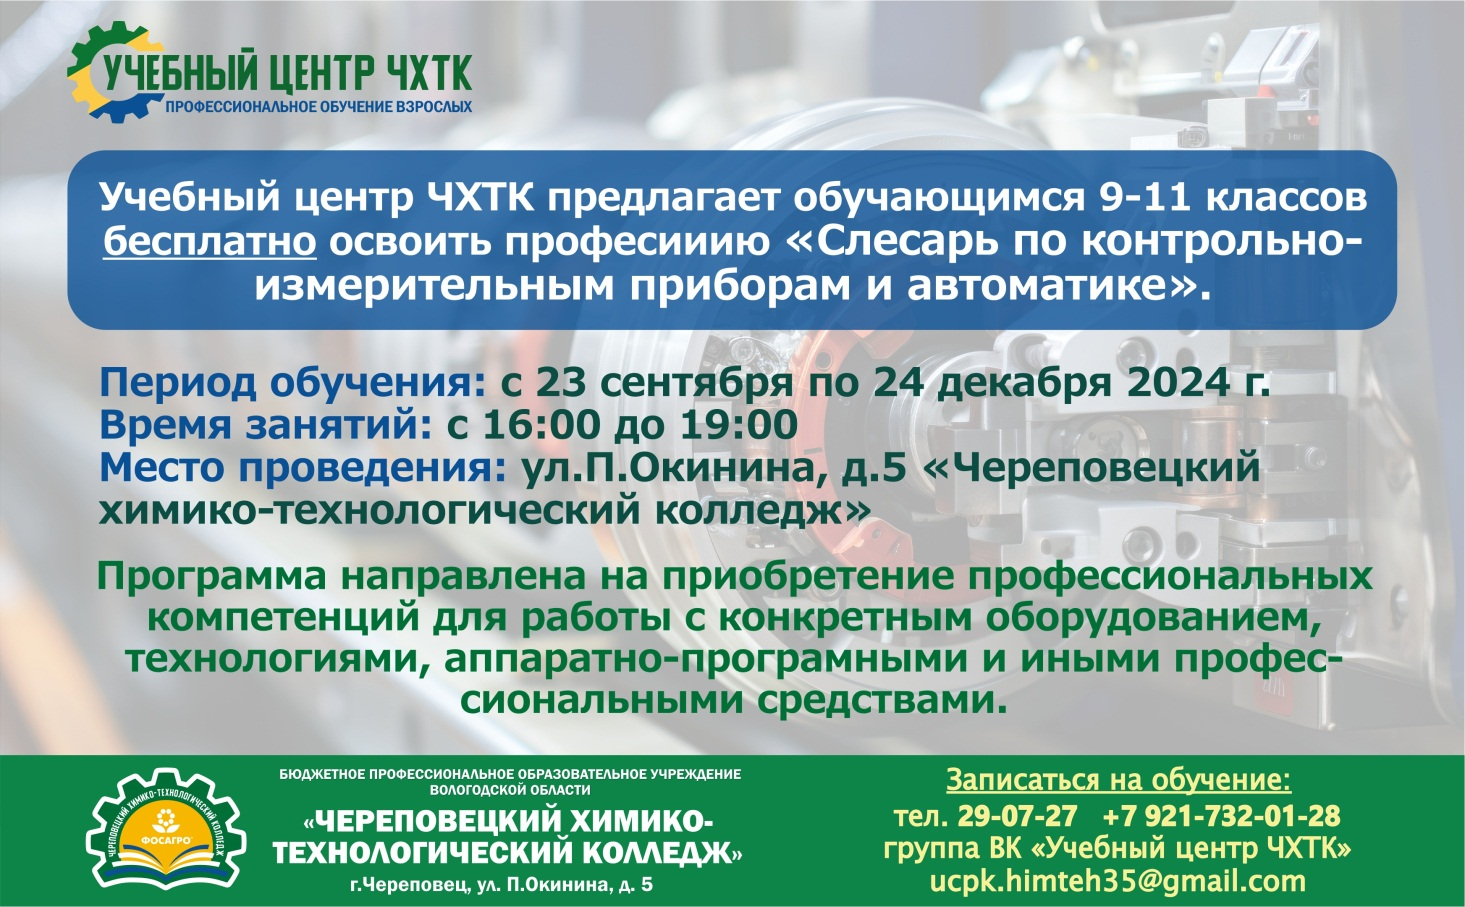 УЧЕБНЫЙ ЦЕНТР ЧХТК
ПРОФЕССИОНАЛЬНОЕ ОБУЧЕНИЕ ВЗРОСЛЫХ
Учебный центр ЧХТК предлагает обучающимся 9-11 классов
бесплатно освоить професииию «Слесарь по контрольно-
измерительным приборам и автоматике».
Период обучения: с 23 сентября по 24 декабря 2024 г.
Время занятий: с 16:00 до 19:00
Место проведения: ул.П.Окинина, д.5 «Череповецкий
химико-технологический колледж»
Программа направлена на приобретение профессиональных
компетенций для работы с конкретным оборудованием,
технологиями, аппаратно-програмными и иными профес-
сиональными средствами.
ЧЕРЕПОВЕЦКИЙ ХИМИКО-ТЕХНОЛОГИЧЕСКИЙ КОЛЛЕДЖ
ФОСАГРО
БЮДЖЕТНОЕ ПРОФЕССИОНАЛЬНОЕ ОБРАЗОВАТЕЛЬНОЕ УЧРЕЖДЕНИЕ
ВОЛОГОДСКОЙ ОБЛАСТИ
«ЧЕРЕПОВЕЦКИЙ ХИМИКО-
ТЕХНОЛОГИЧЕСКИЙ КОЛЛЕДЖ»
г.Череповец, ул. П.Окинина, д. 5
Записаться на обучение:
тел. 29-07-27 +7 921-732-01-28
группа ВК «Учебный центр ЧХТК»
ucpk.himteh35@gmail.com